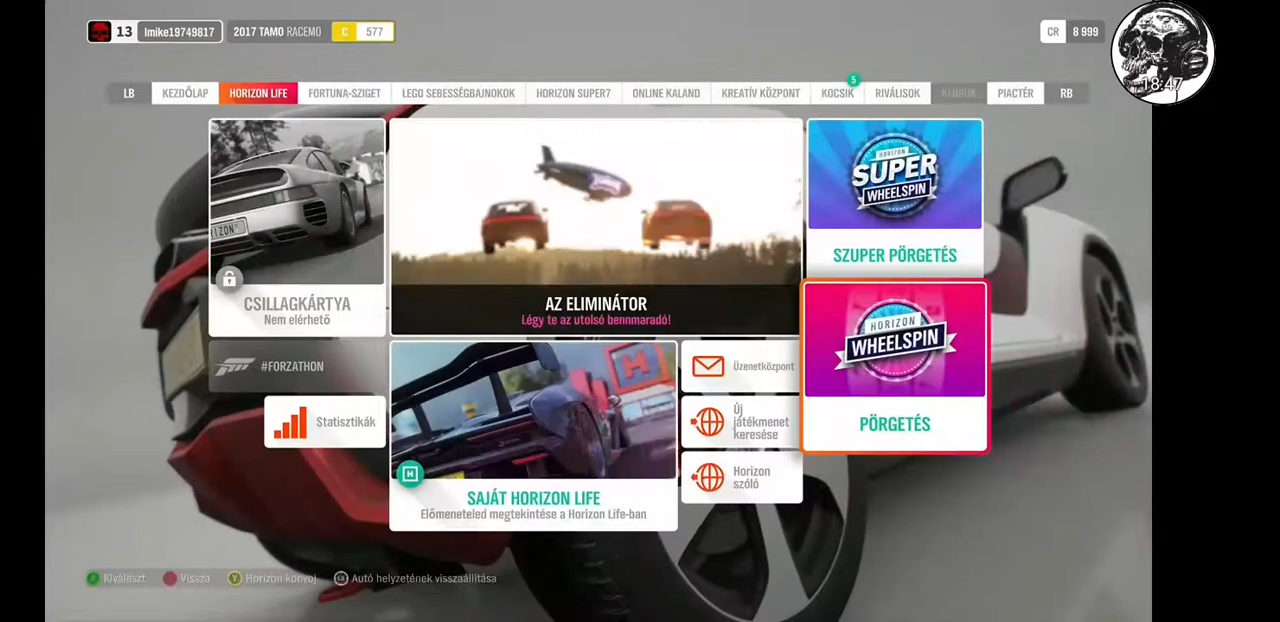 13 Imike19749817 2017 TAMO RACEMO C 577
CR 8 999
18:47
LB KEZDŐLAP HORIZON LIFE FORTUNA-SZIGET LEGO SEBESSÉGBAJNOKOK HORIZON SUPER7 ONLINE KALAND KREATÍV KÖZPONT KOCSIK 5 RIVÁLISOK KLUBOK PIACTÉR RB
CSILLAGKÁRTYA
Nem elérhető
#FORZATHON
Statisztikák
AZ ELIMINÁTOR
Légy te az utolsó bennmaradó!
SAJÁT HORIZON LIFE
Előmeneteled megtekintése a Horizon Life-ban
Üzenetközpont
Új
játékmenet
keresése
Horizon
szóló
HORIZON
SUPER
WHEELSPIN
SZUPER PÖRGETÉS
HORIZON
WHEELSPIN
PÖRGETÉS
A Kiválaszt Vissza Y Horizon konvoj LS Autó helyzetének visszaállítása